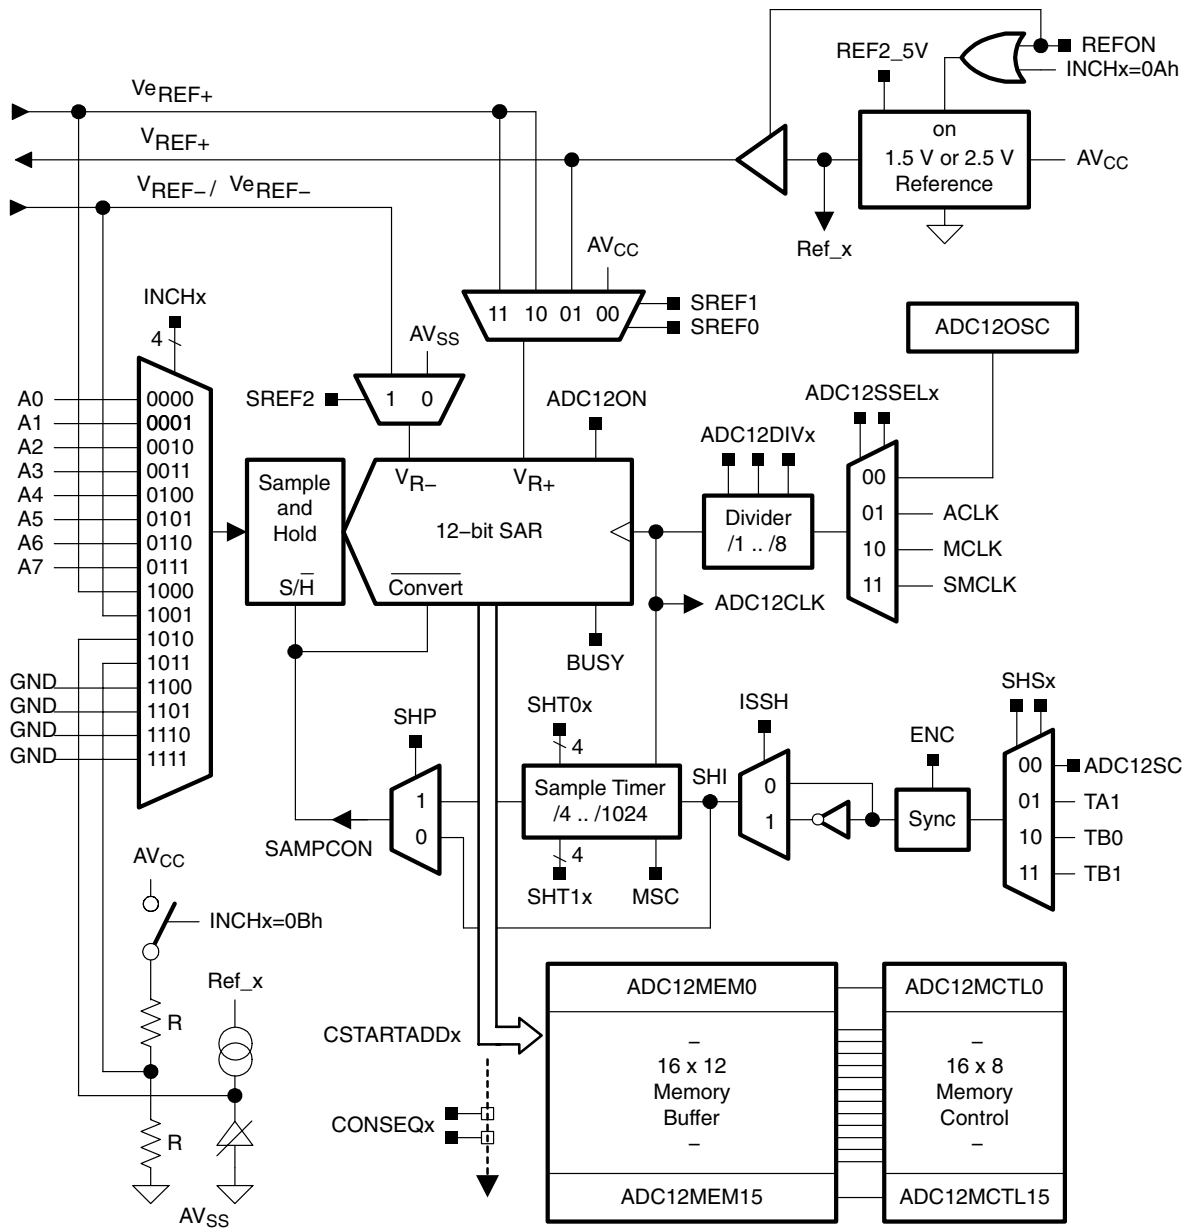 REF2_5V
REFON
INCHx=0Ah
VeREF+
on
1.5 V or 2.5 V
Reference
AVCC
VREF+
VREF− / VeREF−
Ref_x
AVCC
INCHx
4
11 10 01 00
SREF1
SREF0
ADC12OSC
AVSS
SREF2
1 0
ADC12ON
ADC12SSELx
A0 0000
A1 0001
A2 0010
A3 0011
A4 0100
A5 0101
A6 0110
A7 0111
1000
1001
1010
1011
GND 1100
GND 1101
GND 1110
GND 1111
Sample
and
Hold
S/H
VR−
VR+
12−bit SAR
Convert
BUSY
ADC12DIVx
Divider
/1 .. /8
ADC12CLK
00
01 ACLK
10 MCLK
11 SMCLK
SHP
1
0
SAMPCON
SHT0x
4
Sample Timer
/4 .. /1024
4
SHT1x
MSC
SHI
ISSH
0
1
ENC
Sync
SHSx
00 ADC12SC
01 TA1
10 TB0
11 TB1
AVCC
INCHx=0Bh
R
Ref_x
R
AVSS
CSTARTADDx
CONSEQx
ADC12MEM0
–
16 x 12
Memory
Buffer
–
ADC12MEM15
ADC12MCTL0
–
16 x 8
Memory
Control
–
ADC12MCTL15